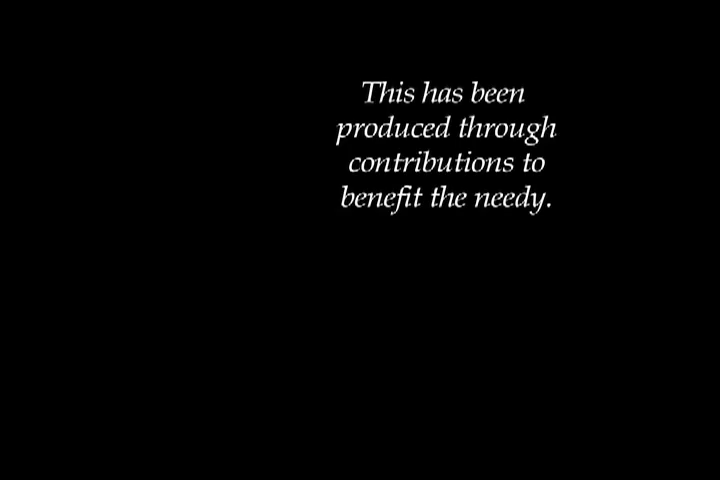 This has been
produced through
contributions to
benefit the needy.